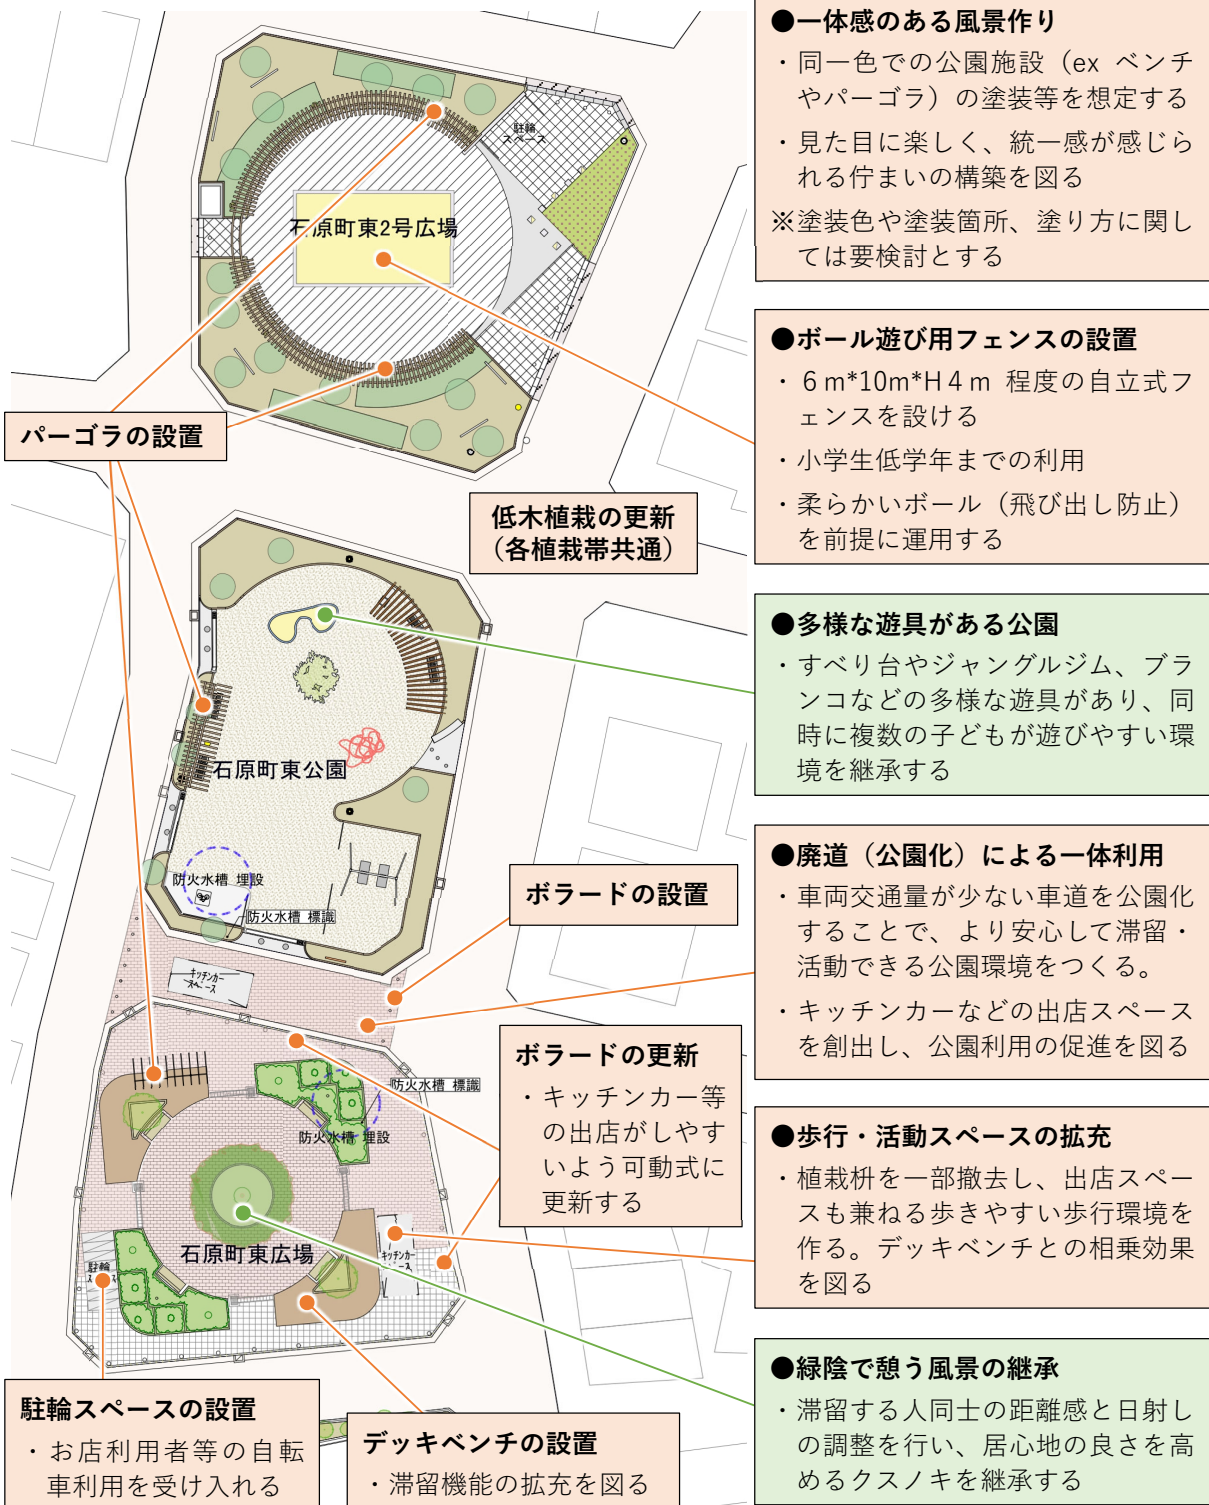 ●一体感のある風景作り
・同一色での公園施設（ex ベンチ
やパーゴラ）の塗装等を想定する
・見た目に楽しく、統一感が感じら
れる佇まいの構築を図る
※塗装色や塗装箇所、塗り方に関し
ては要検討とする
駐輪
スペース
石原町東2号広場
●ボール遊び用フェンスの設置
・６m*10m*H４m 程度の自立式フ
ェンスを設ける
・小学生低学年までの利用
・柔らかいボール（飛び出し防止）
を前提に運用する
パーゴラの設置
低木植栽の更新
（各植栽帯共通）
●多様な遊具がある公園
・すべり台やジャングルジム、ブラ
ンコなどの多様な遊具があり、同
時に複数の子どもが遊びやすい環
境を継承する
石原町東公園
防火水槽 埋設
防火水槽 標識
ボラードの設置
●廃道（公園化）による一体利用
・車両交通量が少ない車道を公園化
することで、より安心して滞留・
活動できる公園環境をつくる。
・キッチンカーなどの出店スペース
を創出し、公園利用の促進を図る
キッチンカー
スペース
ボラードの更新
・キッチンカー等
の出店がしやす
いよう可動式に
更新する
防火水槽 標識
防火水槽 埋設
●歩行・活動スペースの拡充
・植栽枡を一部撤去し、出店スペー
スも兼ねる歩きやすい歩行環境を
作る。デッキベンチとの相乗効果
を図る
石原町東広場
キッチンカー
スペース
駐輪
スペース
●緑陰で憩う風景の継承
・滞留する人同士の距離感と日射し
の調整を行い、居心地の良さを高
めるクスノキを継承する
駐輪スペースの設置
・お店利用者等の自転
車利用を受け入れる
デッキベンチの設置
・滞留機能の拡充を図る